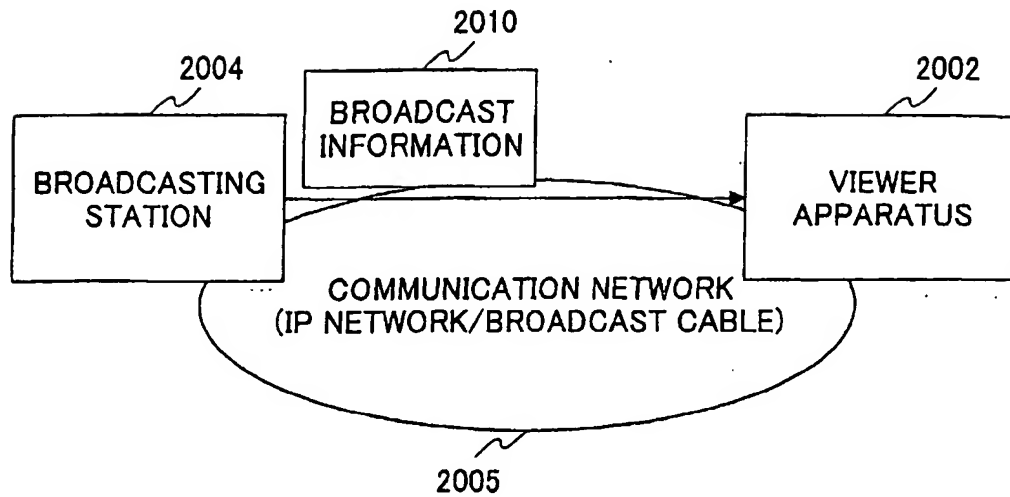 2010
2004
2002
BROADCAST
INFORMATION
BROADCASTING
STATION
VIEWER
APPARATUS
COMMUNICATION NETWORK
(IP NETWORK/BROADCAST CABLE)
2005